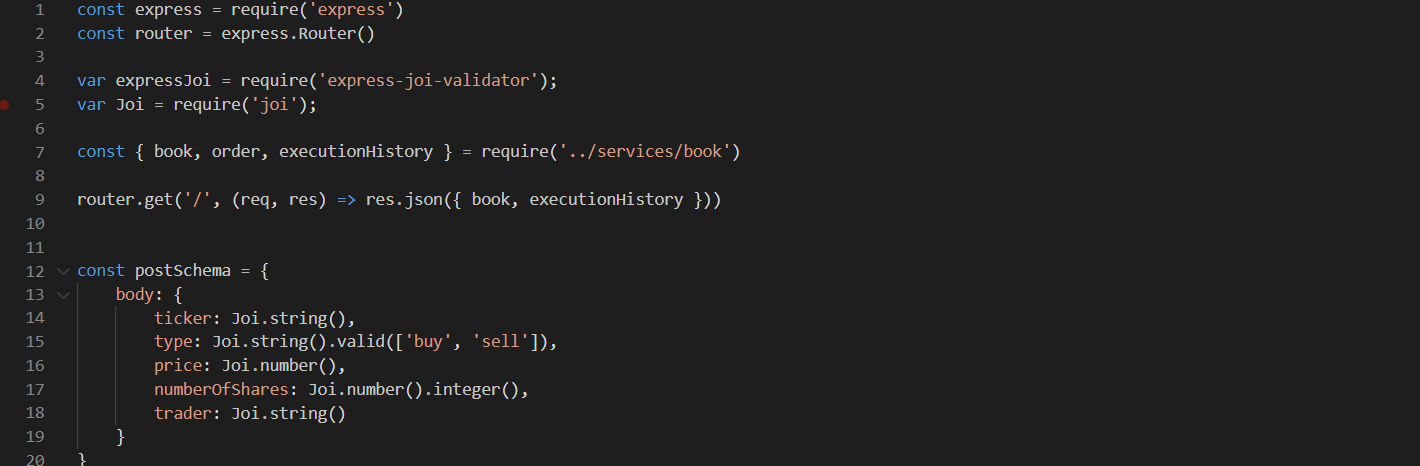 1 const express = require('express')
2 const router = express.Router()
3
4 var expressJoi = require('express-joi-validator');
5 var Joi = require('joi');
6
7 const { book, order, executionHistory } = require('../services/book')
8
9 router.get('/', (req, res) => res.json({ book, executionHistory }))
10
11
12 const postSchema = {
13 body: {
14 ticker: Joi.string(),
15 type: Joi.string().valid(['buy', 'sell']),
16 price: Joi.number(),
17 numberOfShares: Joi.number().integer(),
18 trader: Joi.string()
19 }
20 }